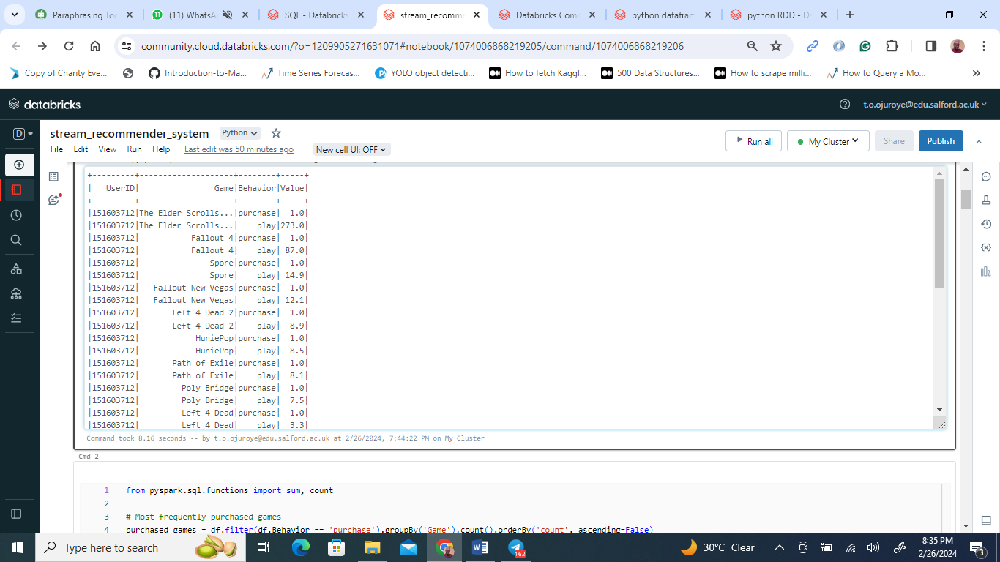 Paraphrasing Too
(11) WhatsA
SQL - Databricks
stream_recomme
Databricks Com
python datafram
python RDD - Da
community.cloud.databricks.com/?o=1209905271631071#notebook/1074006868219205/command/1074006868219206
Copy of Charity Eve...
Introduction-to-Ma...
Time Series Forecas...
YOLO object detecti...
How to fetch Kaggl...
500 Data Structures...
How to scrape milli...
How to Query a Mo...
databricks
t.o.ojuroye@edu.salford.ac.uk
D
stream_recommender_system
Python
File Edit View Run Help Last edit was 50 minutes ago New cell UI: OFF
Run all
My Cluster
Share
Publish
+---------+--------------------+--------+-----+
|   UserID|                Game|Behavior|Value|
+---------+--------------------+--------+-----+
|151603712|The Elder Scrolls...|purchase|  1.0|
|151603712|The Elder Scrolls...|    play|273.0|
|151603712|           Fallout 4|purchase|  1.0|
|151603712|           Fallout 4|    play| 87.0|
|151603712|               Spore|purchase|  1.0|
|151603712|               Spore|    play| 14.9|
|151603712|   Fallout New Vegas|purchase|  1.0|
|151603712|   Fallout New Vegas|    play| 12.1|
|151603712|       Left 4 Dead 2|purchase|  1.0|
|151603712|       Left 4 Dead 2|    play|  8.9|
|151603712|            HuniePop|purchase|  1.0|
|151603712|            HuniePop|    play|  8.5|
|151603712|       Path of Exile|purchase|  1.0|
|151603712|       Path of Exile|    play|  8.1|
|151603712|         Poly Bridge|purchase|  1.0|
|151603712|         Poly Bridge|    play|  7.5|
|151603712|         Left 4 Dead|purchase|  1.0|
|151603712|         Left 4 Dead|    play|  3.3|
Command took 8.16 seconds -- by t.o.ojuroye@edu.salford.ac.uk at 2/26/2024, 7:44:22 PM on My Cluster
Cmd 2
1 from pyspark.sql.functions import sum, count
2
3 # Most frequently purchased games
4 purchased_games = df.filter(df.Behavior == 'purchase').groupBy('Game').count().orderBy('count', ascending=False)
Type here to search
162
30°C Clear
8:35 PM
2/26/2024
3